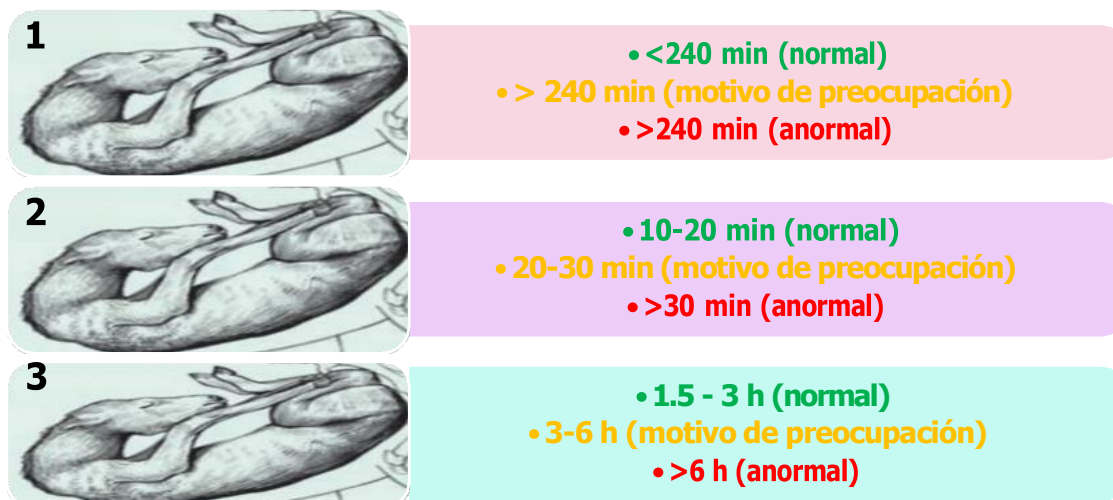 1
• <240 min (normal)
• > 240 min (motivo de preocupación)
• >240 min (anormal)
2
• 10-20 min (normal)
• 20-30 min (motivo de preocupación)
• >30 min (anormal)
3
• 1.5 - 3 h (normal)
• 3-6 h (motivo de preocupación)
• >6 h (anormal)